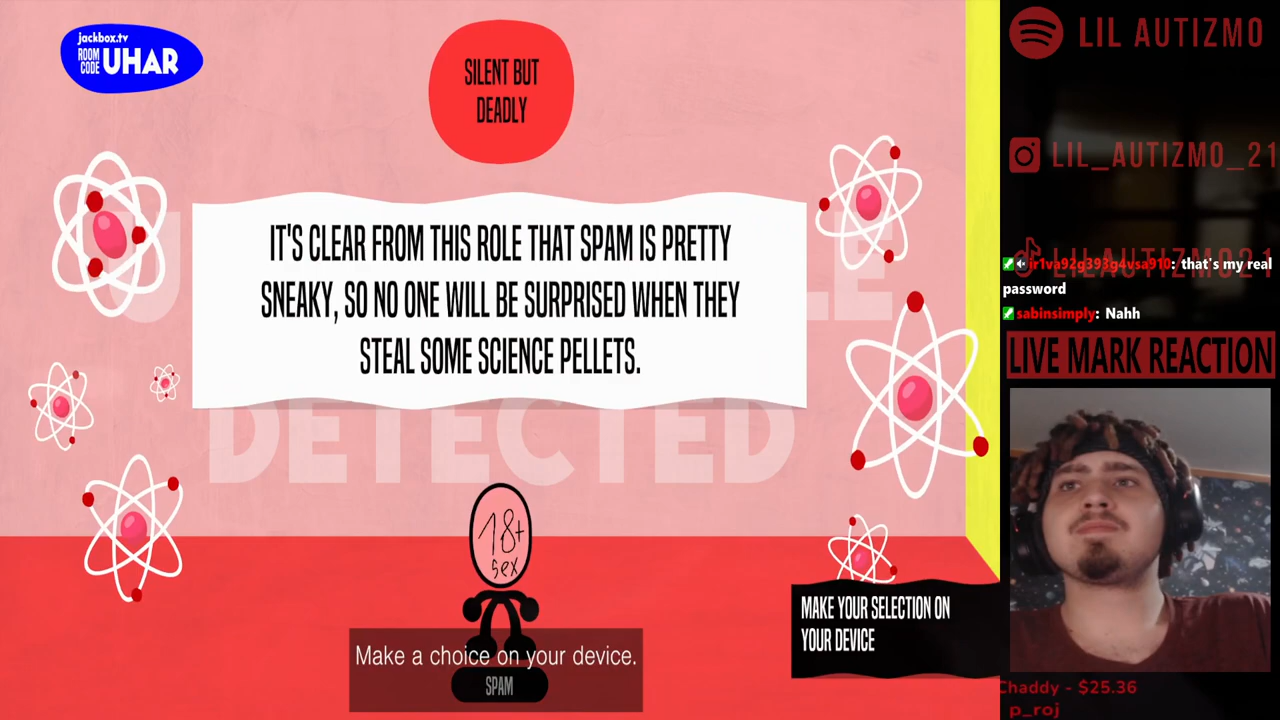 jackbox.tv
ROOM
CODE
UHAR
SILENT BUT
DEADLY
IT'S CLEAR FROM THIS ROLE THAT SPAM IS PRETTY
SNEAKY, SO NO ONE WILL BE SURPRISED WHEN THEY
STEAL SOME SCIENCE PELLETS.
DETECTED
18+
sex
Make a choice on your device.
SPAM
MAKE YOUR SELECTION ON
YOUR DEVICE
LIL AUTIZMO
LIL_AUTIZMO_21
LILAUTIZMO21
ir1va92g393g4vsa910: that's my real
password
sabinsimply: Nahh
LIVE MARK REACTION
Chaddy - $25.36
p_roj